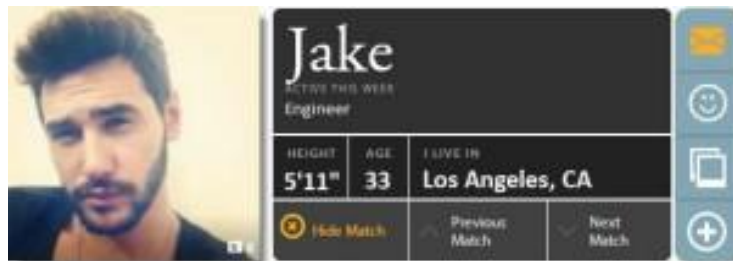 Jake
ACTIVE THIS WEEK
Engineer
HEIGHT AGE I LIVE IN
5'11" 33 Los Angeles, CA
Hide Match
Previous
Match
Next
Match